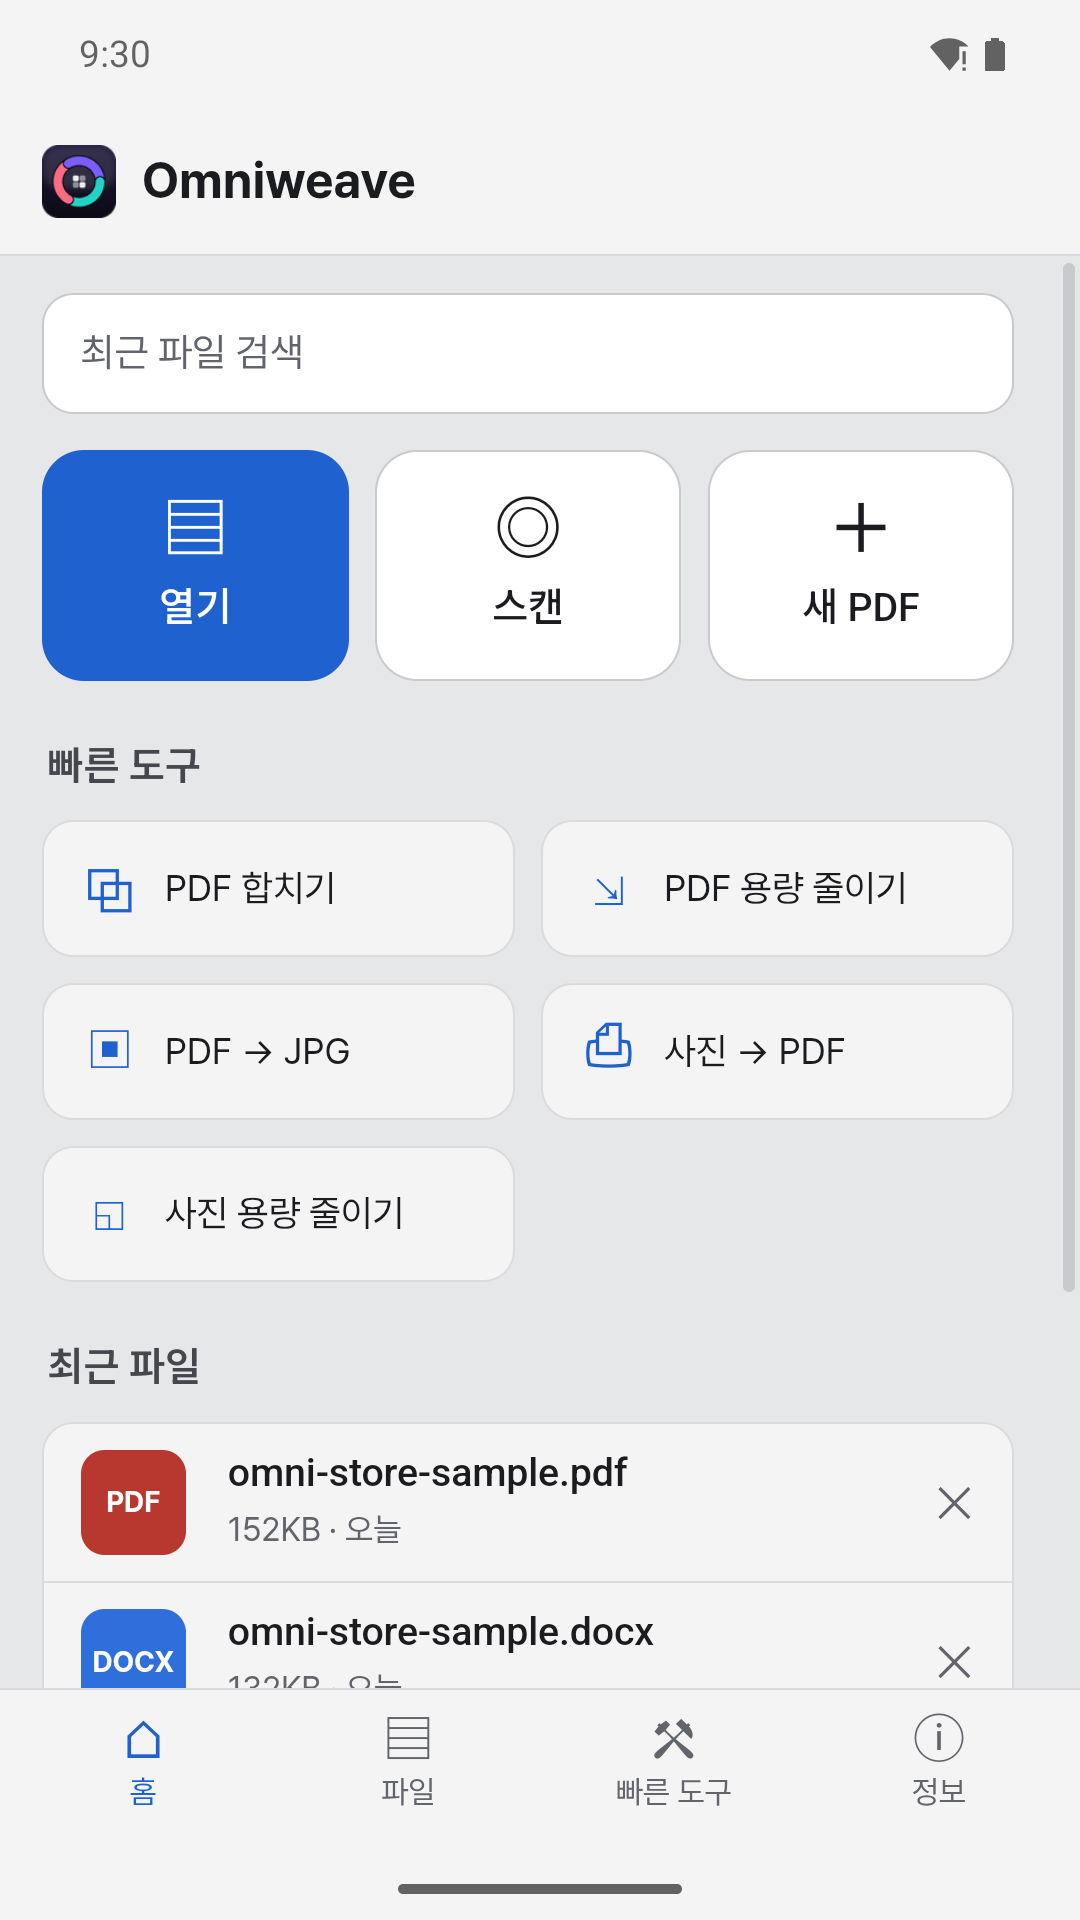 9:30
Omniweave
최근 파일 검색
열기
스캔
새 PDF
빠른 도구
PDF 합치기
PDF 용량 줄이기
PDF → JPG
사진 → PDF
사진 용량 줄이기
최근 파일
PDF
omni-store-sample.pdf
152KB · 오늘
DOCX
omni-store-sample.docx
132KB · 오늘
홈
파일
빠른 도구
정보